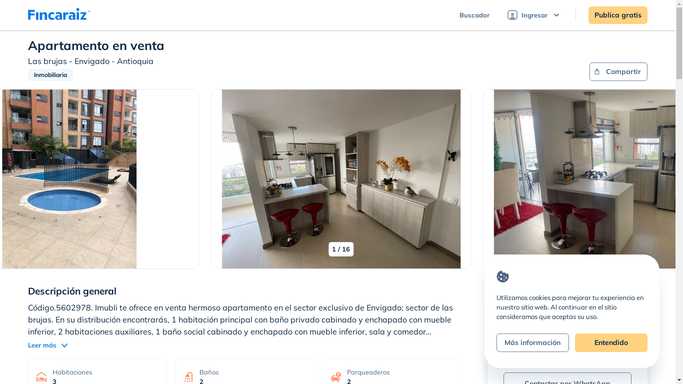 Fincaraíz
Buscador
Ingresar
Publica gratis
Apartamento en venta
Las brujas - Envigado - Antioquia
Inmobiliaria
Compartir
1 / 16
Descripción general
Código.5602978. Imubli te ofrece en venta hermoso apartamento en el sector exclusivo de Envigado; sector de las
brujas. En su distribución encontrarás, 1 habitación principal con baño privado cabinado y enchapado con mueble
inferior, 2 habitaciones auxiliares, 1 baño social cabinado y enchapado con mueble inferior, sala y comedor...
Leer más
Habitaciones
3
Baños
2
Parqueaderos
2
Utilizamos cookies para mejorar tu experiencia en
nuestro sitio web. Al continuar en el sitio
consideramos que aceptas su uso.
Más información
Entendido
Contactar por WhatsApp